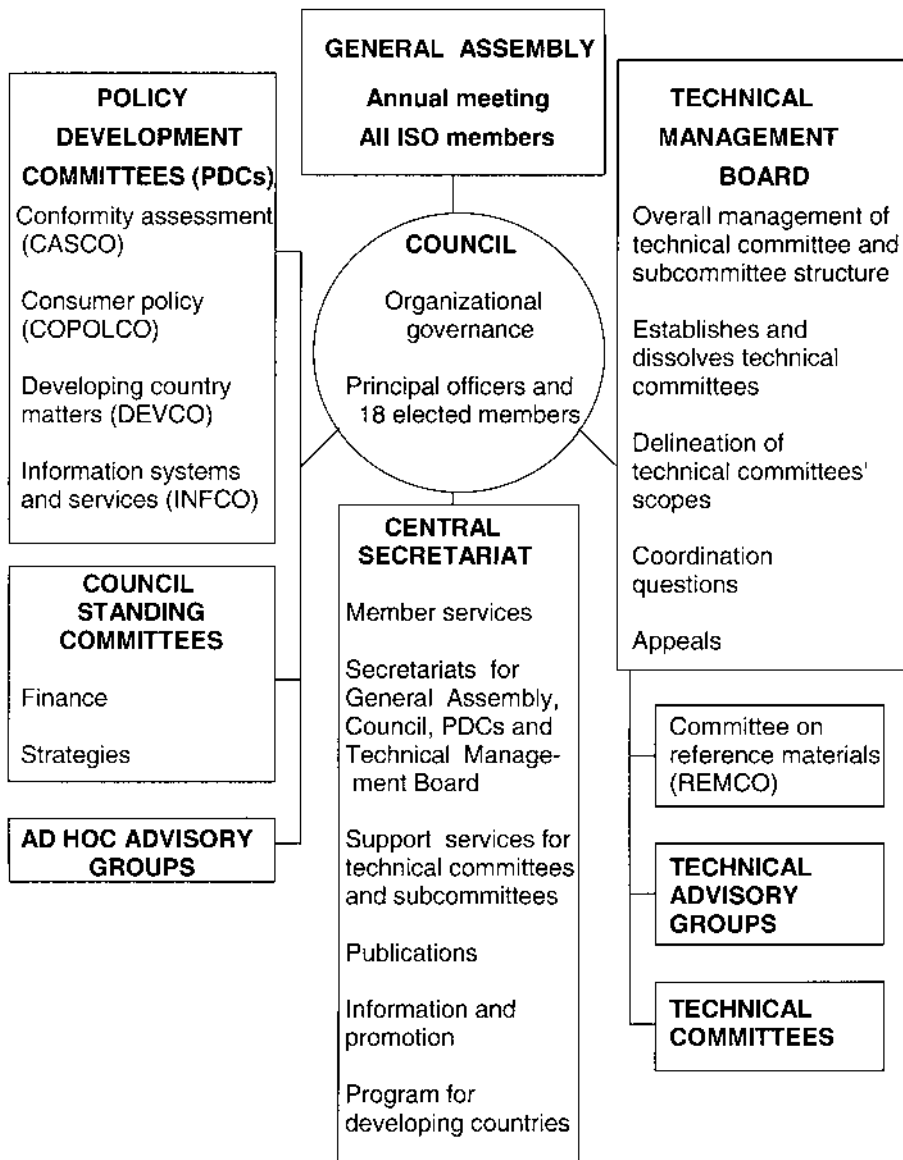 GENERAL ASSEMBLY
Annual meeting
All ISO members
POLICY
DEVELOPMENT
COMMITTEES (PDCs)
Conformity assessment
(CASCO)
Consumer policy
(COPOLCO)
Developing country
matters (DEVCO)
Information systems
and services (INFCO)
COUNCIL
Organizational
governance
Principal officers and
18 elected members
TECHNICAL
MANAGEMENT
BOARD
Overall management of
technical committee and
subcommittee structure
Establishes and
dissolves technical
committees
Delineation of
technical committees'
scopes
Coordination
questions
Appeals
COUNCIL
STANDING
COMMITTEES
Finance
Strategies
AD HOC ADVISORY
GROUPS
CENTRAL
SECRETARIAT
Member services
Secretariats for
General Assembly,
Council, PDCs and
Technical Manage-
ment Board
Support services for
technical committees
and subcommittees
Publications
Information and
promotion
Program for
developing countries
Committee on
reference materials
(REMCO)
TECHNICAL
ADVISORY
GROUPS
TECHNICAL
COMMITTEES